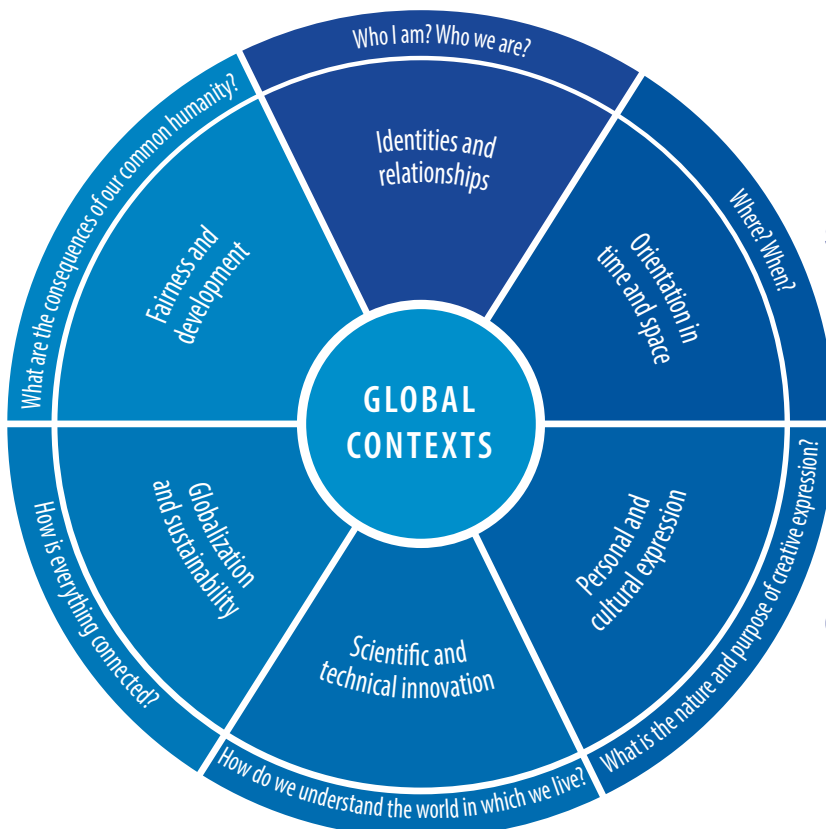 GLOBAL
CONTEXTS
Who I am? Who we are?
Identities and
relationships
Where? When?
Orientation in
time and space
What is the nature and purpose of creative expression?
Personal and
cultural expression
How do we understand the world in which we live?
Scientific and
technical innovation
How is everything connected?
Globalization
and sustainability
What are the consequences of our common humanity?
Fairness and
development